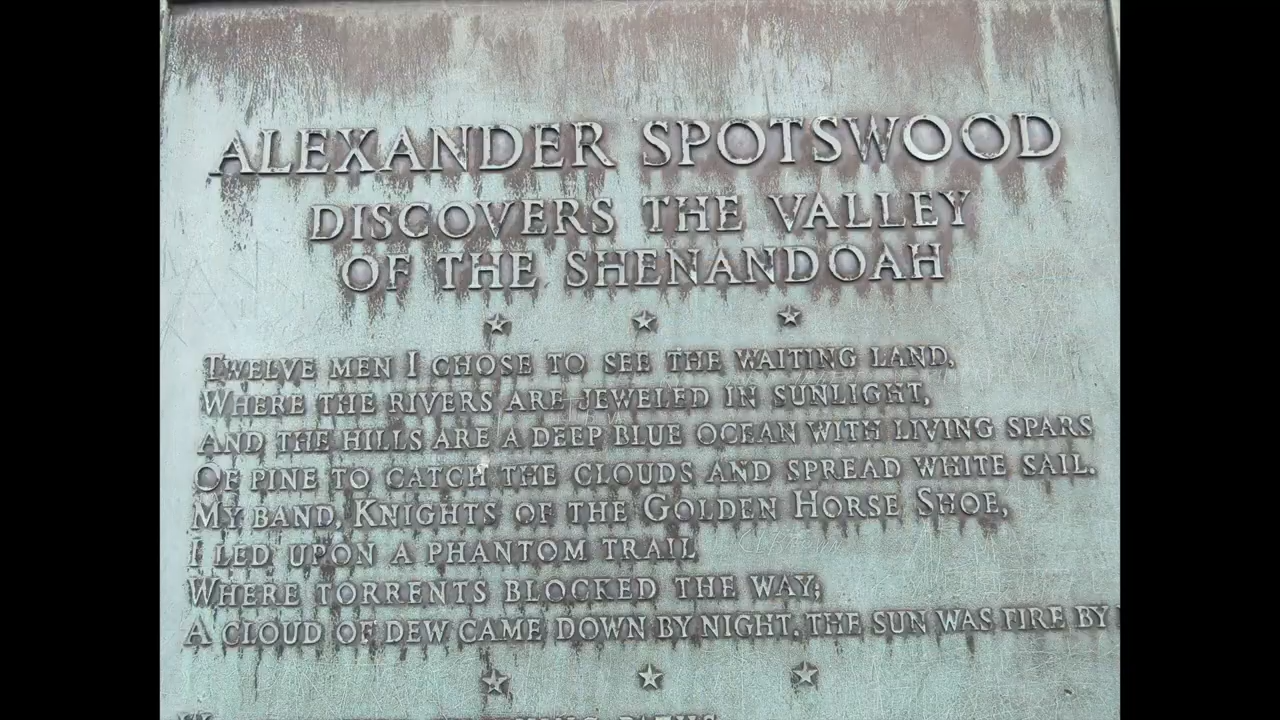 ALEXANDER SPOTSWOOD
DISCOVERS THE VALLEY
OF THE SHENANDOAH
TWELVE MEN I CHOSE TO SEE THE WAITING LAND,
WHERE THE RIVERS ARE JEWELED IN SUNLIGHT,
AND THE HILLS ARE A DEEP BLUE OCEAN WITH LIVING SPARS
OF PINE TO CATCH THE CLOUDS AND SPREAD WHITE SAIL.
MY BAND, KNIGHTS OF THE GOLDEN HORSE SHOE,
I LED UPON A PHANTOM TRAIL
WHERE TORRENTS BLOCKED THE WAY;
A CLOUD OF DEW CAME DOWN BY NIGHT, THE SUN WAS FIRE BY